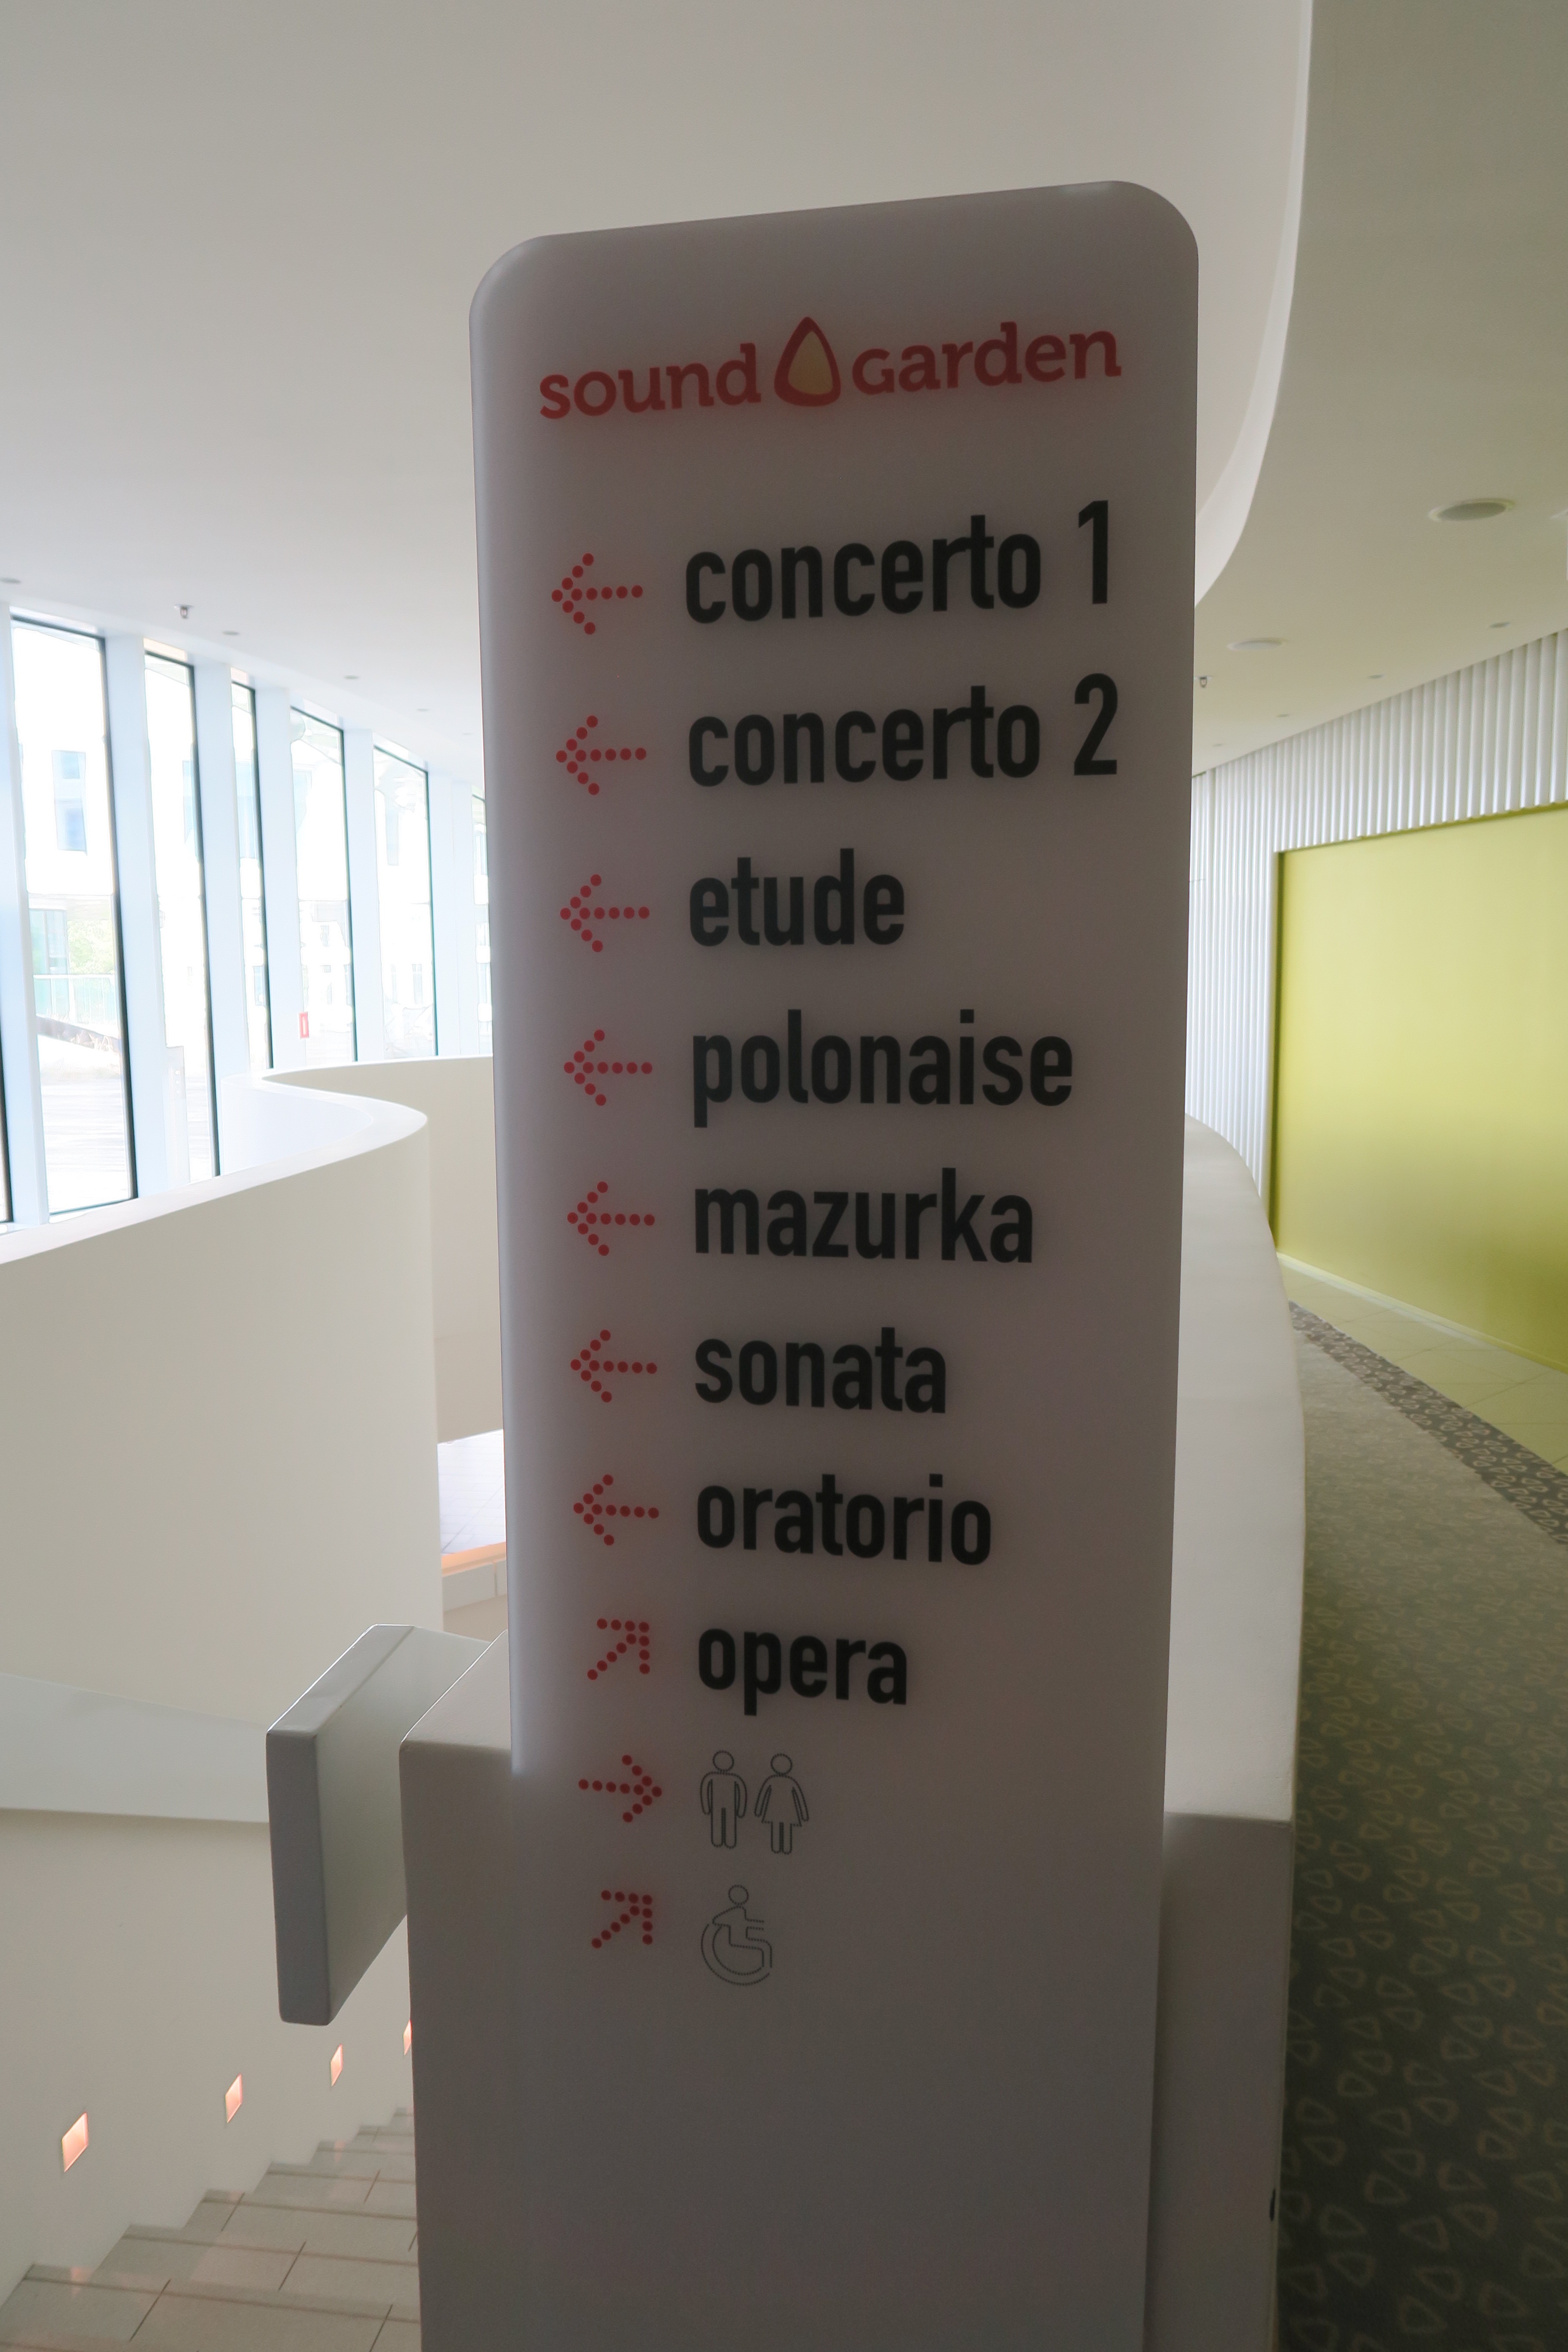 sound garden
concerto 1
concerto 2
etude
polonaise
mazurka
sonata
oratorio
opera